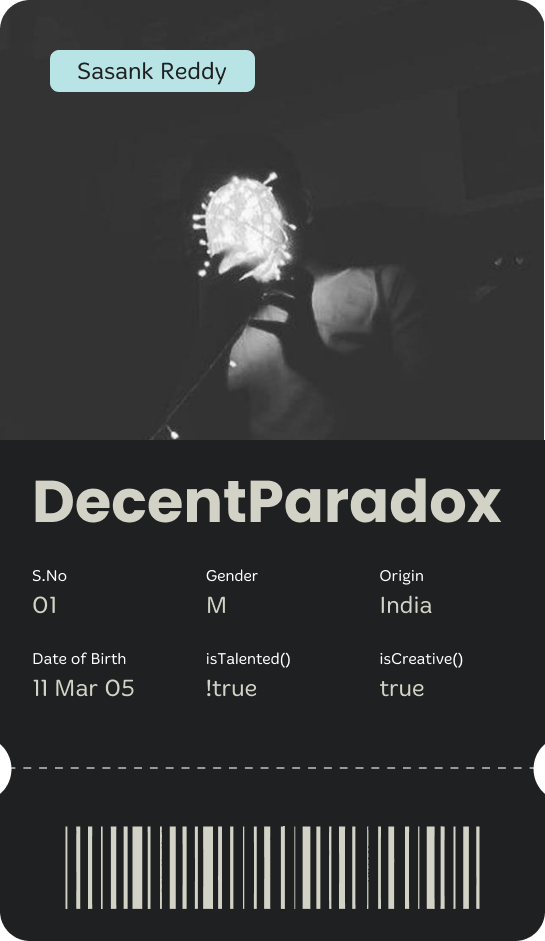 Sasank Reddy
DecentParadox
S.No Gender Origin
01 M India
Date of Birth isTalented() isCreative()
11 Mar 05 !true true